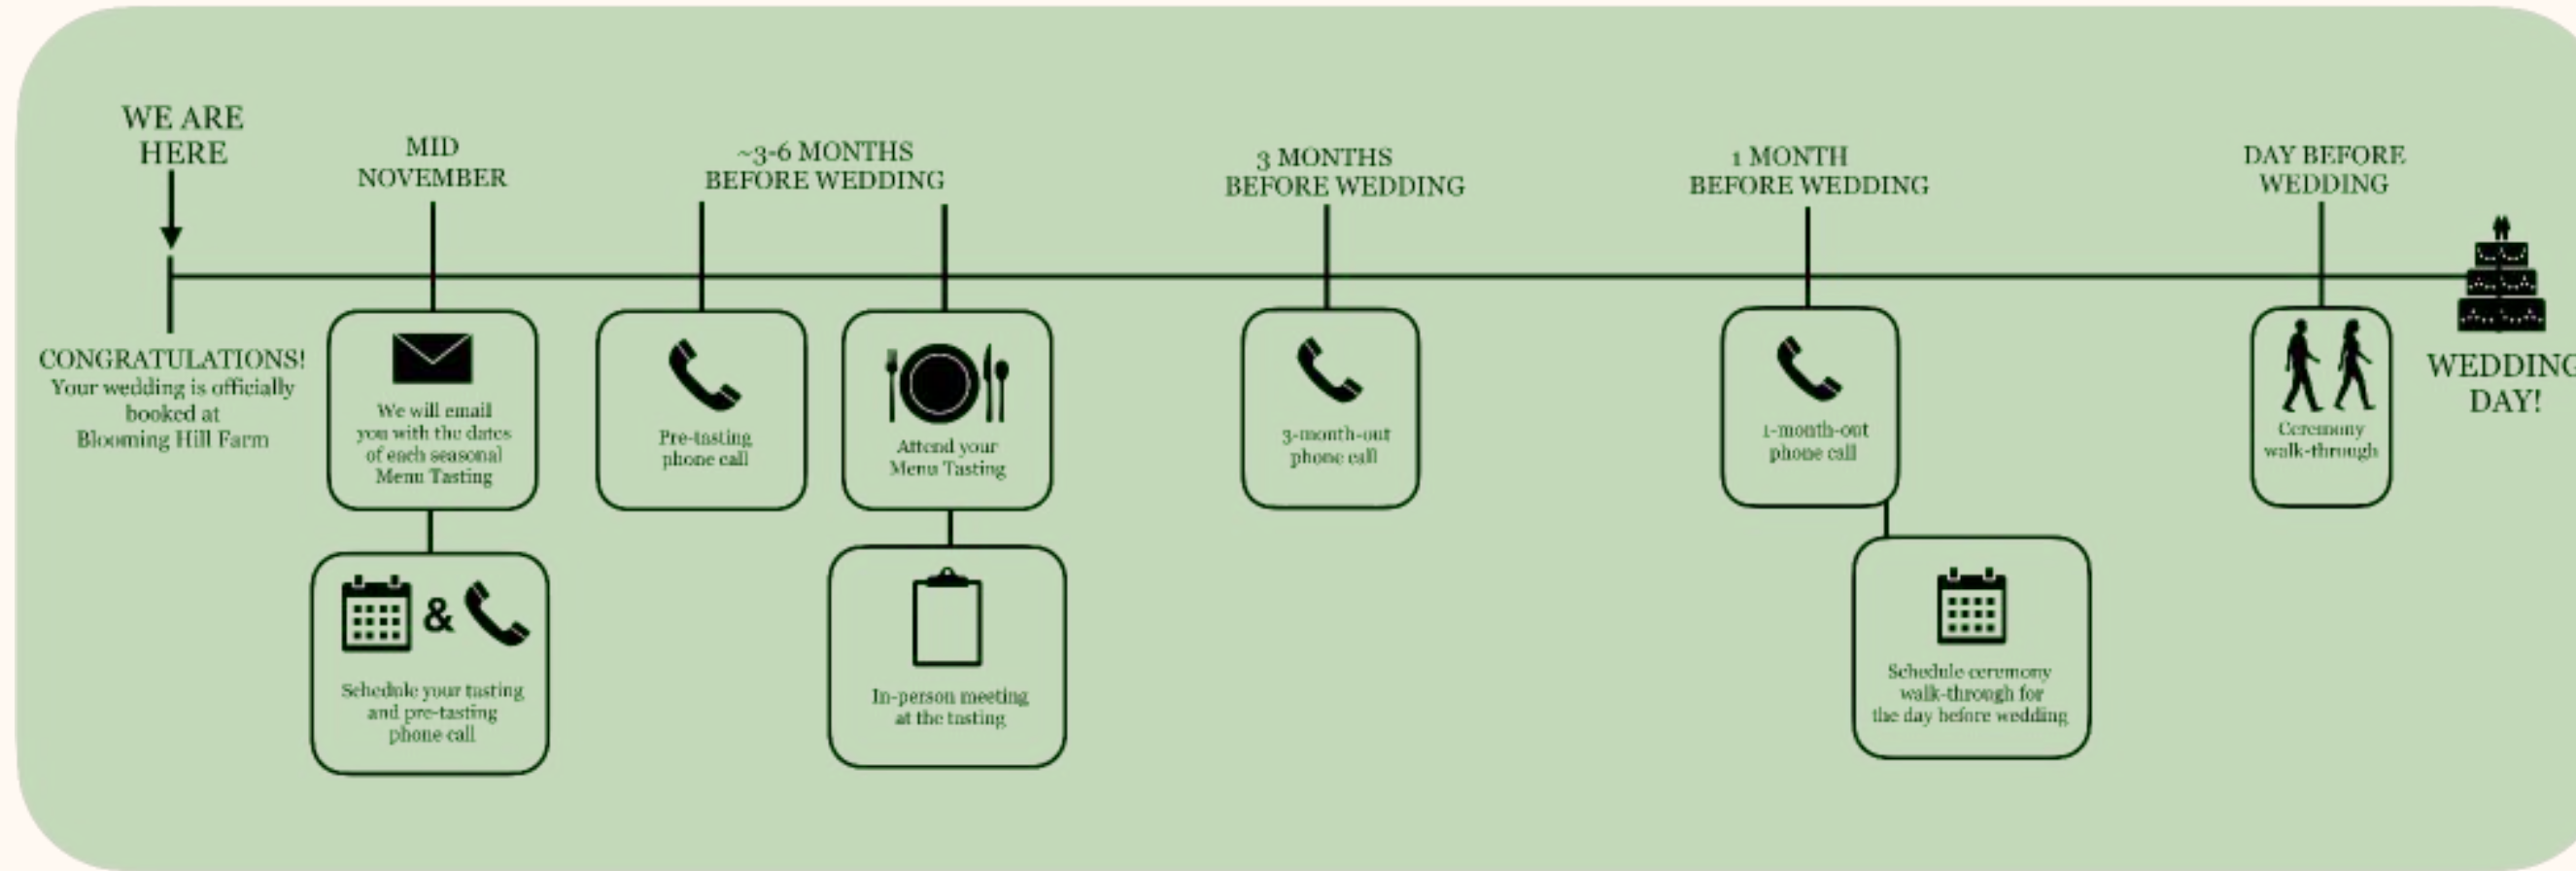 WE ARE
HERE
CONGRATULATIONS!
Your wedding is officially
booked at
Blooming Hill Farm
MID
NOVEMBER
We will email
you with the dates
of each seasonal
Menu Tasting
&
Schedule your tasting
and pre-tasting
phone call
~3-6 MONTHS
BEFORE WEDDING
Pre-tasting
phone call
Attend your
Menu Tasting
In-person meeting
at the tasting
3 MONTHS
BEFORE WEDDING
3-month-out
phone call
1 MONTH
BEFORE WEDDING
1-month-out
phone call
Schedule ceremony
walk-through for
the day before wedding
DAY BEFORE
WEDDING
Ceremony
walk-through
WEDDING
DAY!